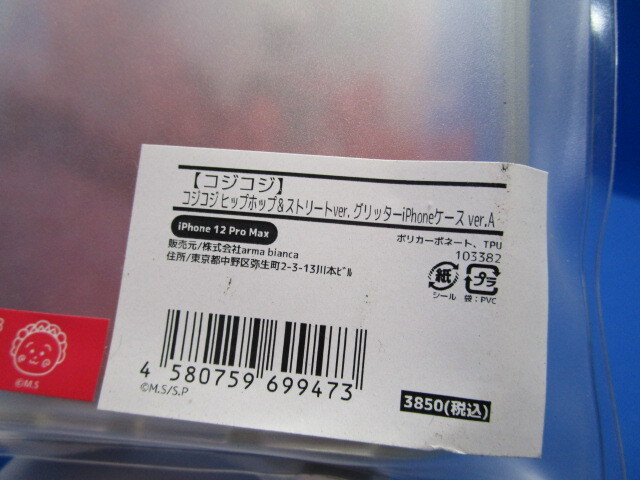 【コジコジ】
コジコジ ヒップホップ＆ストリートver. グリッターiPhoneケース ver.A
iPhone 12 Pro Max
ポリカーボネート、TPU
103382
販売元/株式会社arma bianca
住所/東京都中野区弥生町2-3-13川本ビル
紙
プラ
シール
袋：PVC
4 580759 699473
©M.S/S.P
3850(税込)
©M.S